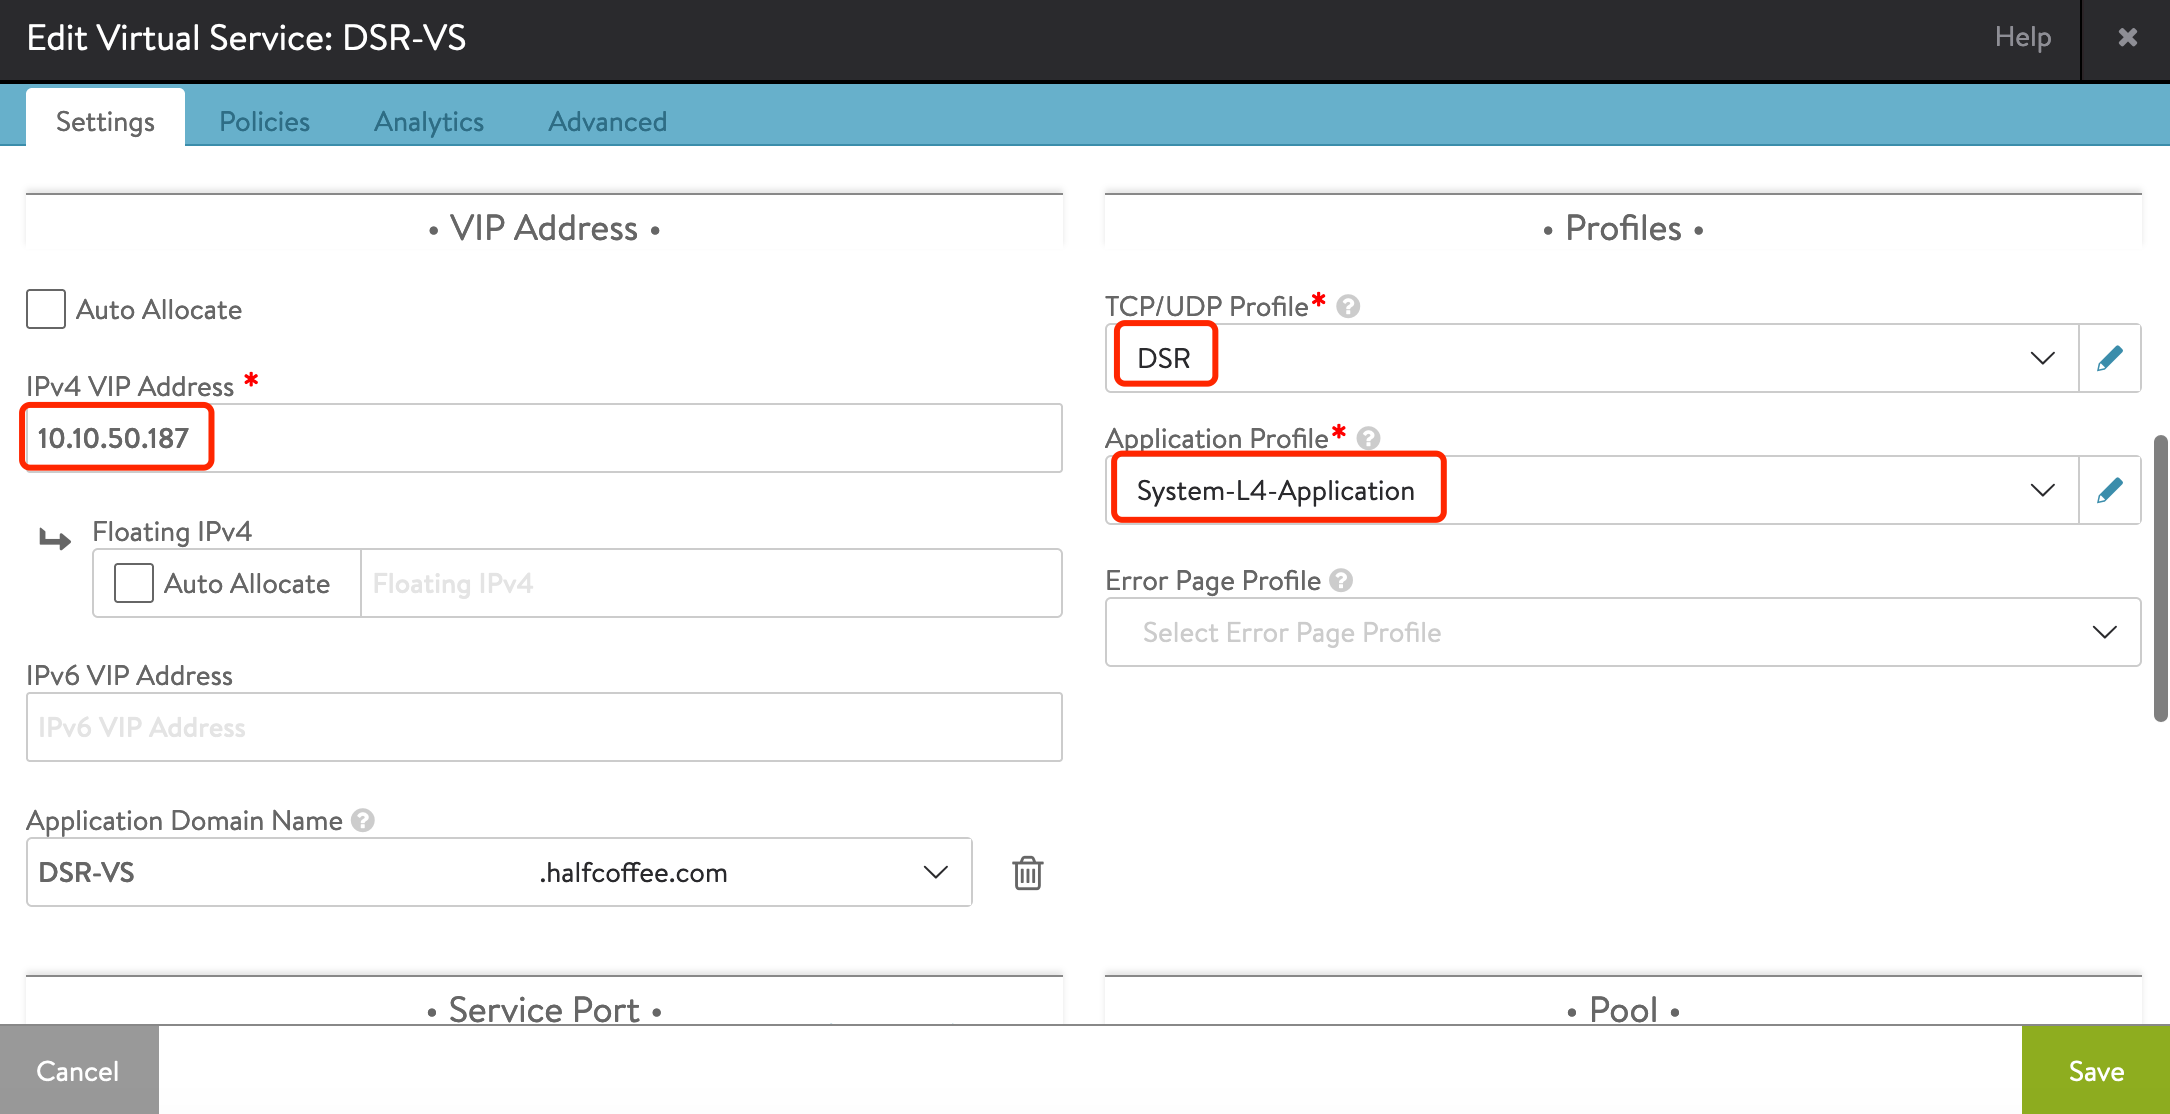 Edit Virtual Service: DSR-VS
Help
Settings Policies Analytics Advanced
• VIP Address •
Auto Allocate
IPv4 VIP Address *
10.10.50.187
Floating IPv4
Auto Allocate Floating IPv4
IPv6 VIP Address
IPv6 VIP Address
Application Domain Name ?
DSR-VS .halfcoffee.com
• Profiles •
TCP/UDP Profile* ?
DSR
Application Profile* ?
System-L4-Application
Error Page Profile ?
Select Error Page Profile
• Service Port •
• Pool •
Cancel
Save